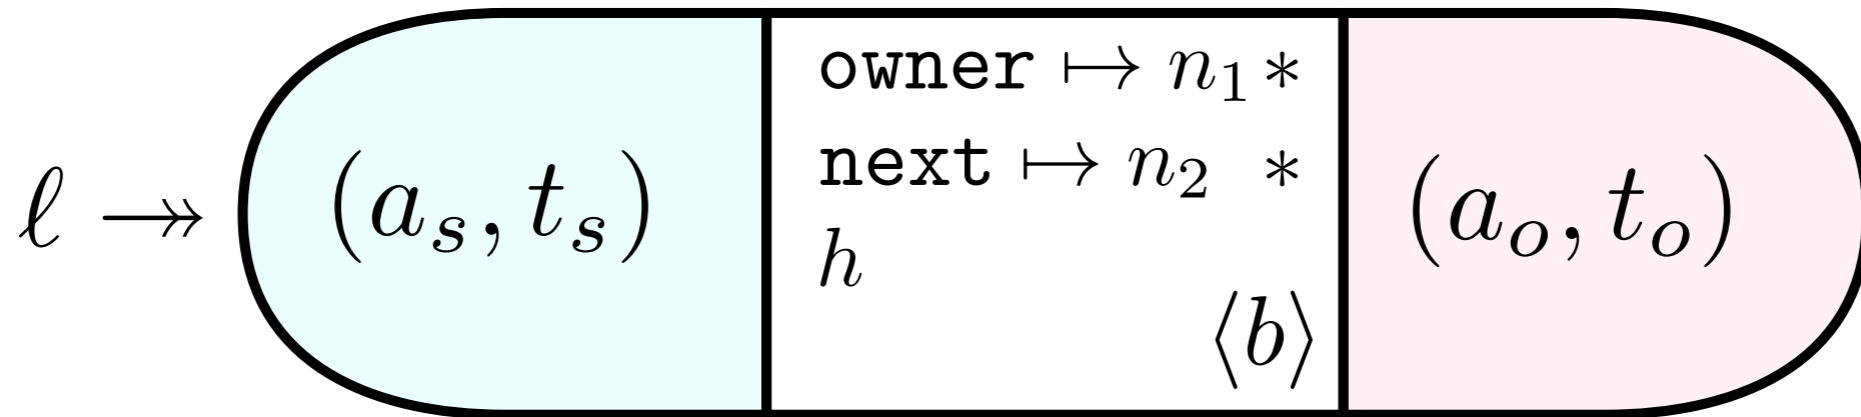 ℓ ↠ (a_s, t_s)
owner ↦ n_1 *
next ↦ n_2 *
h
⟨b⟩
(a_o, t_o)